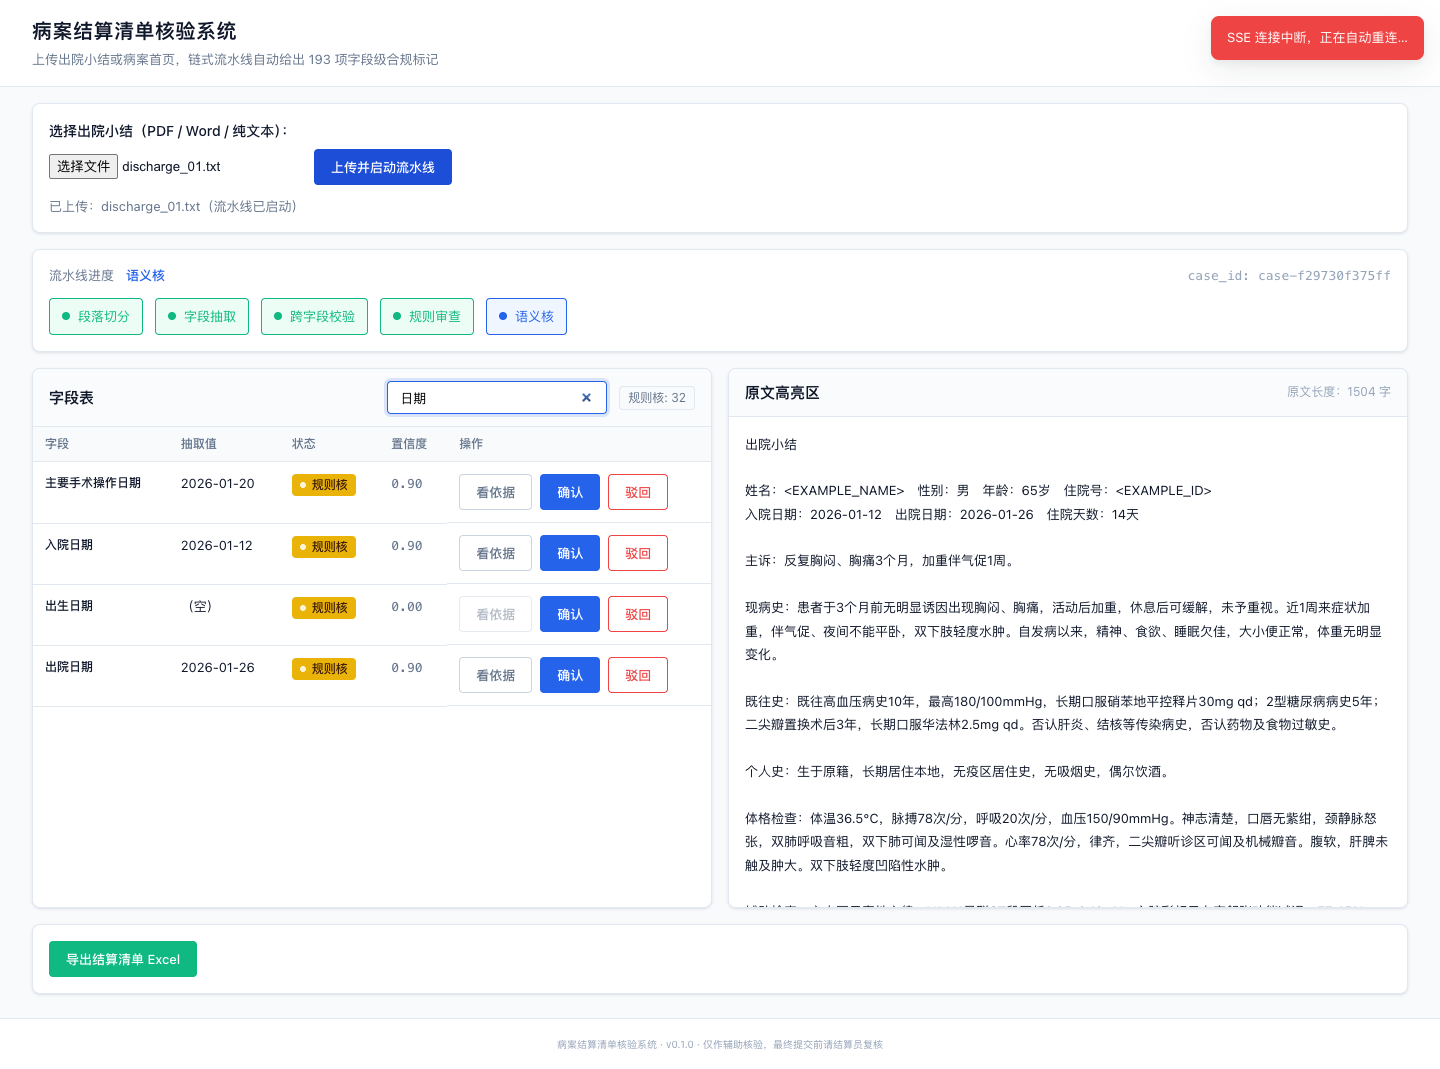 病案结算清单核验系统
上传出院小结或病案首页，链式流水线自动给出 193 项字段级合规标记
SSE 连接中断，正在自动重连...
选择出院小结（PDF / Word / 纯文本）：
选择文件 discharge_01.txt 上传并启动流水线
已上传：discharge_01.txt（流水线已启动）
流水线进度 语义核 case_id: case-f29730f375ff
段落切分 字段抽取 跨字段校验 规则审查 语义核
字段表 日期 × 规则核: 32
字段 抽取值 状态 置信度 操作
主要手术操作日期 2026-01-20 规则核 0.90 看依据 确认 驳回
入院日期 2026-01-12 规则核 0.90 看依据 确认 驳回
出生日期 （空） 规则核 0.00 看依据 确认 驳回
出院日期 2026-01-26 规则核 0.90 看依据 确认 驳回
原文高亮区 原文长度：1504 字
出院小结
姓名：<EXAMPLE_NAME> 性别：男 年龄：65岁 住院号：<EXAMPLE_ID>
入院日期：2026-01-12 出院日期：2026-01-26 住院天数：14天
主诉：反复胸闷、胸痛3个月，加重伴气促1周。
现病史：患者于3个月前无明显诱因出现胸闷、胸痛，活动后加重，休息后可缓解，未予重视。近1周来症状加
重，伴气促、夜间不能平卧，双下肢轻度水肿。自发病以来，精神、食欲、睡眠欠佳，大小便正常，体重无明显
变化。
既往史：既往高血压病史10年，最高180/100mmHg，长期口服硝苯地平控释片30mg qd；2型糖尿病病史5年；
二尖瓣置换术后3年，长期口服华法林2.5mg qd。否认肝炎、结核等传染病史，否认药物及食物过敏史。
个人史：生于原籍，长期居住本地，无疫区居住史，无吸烟史，偶尔饮酒。
体格检查：体温36.5°C，脉搏78次/分，呼吸20次/分，血压150/90mmHg。神志清楚，口唇无紫绀，颈静脉怒
张，双肺呼吸音粗，双下肺可闻及湿性啰音。心率78次/分，律齐，二尖瓣听诊区可闻及机械瓣音。腹软，肝脾未
触及肿大。双下肢轻度凹陷性水肿。
导出结算清单 Excel
病案结算清单核验系统 · v0.1.0 · 仅作辅助核验，最终提交前请结算员复核